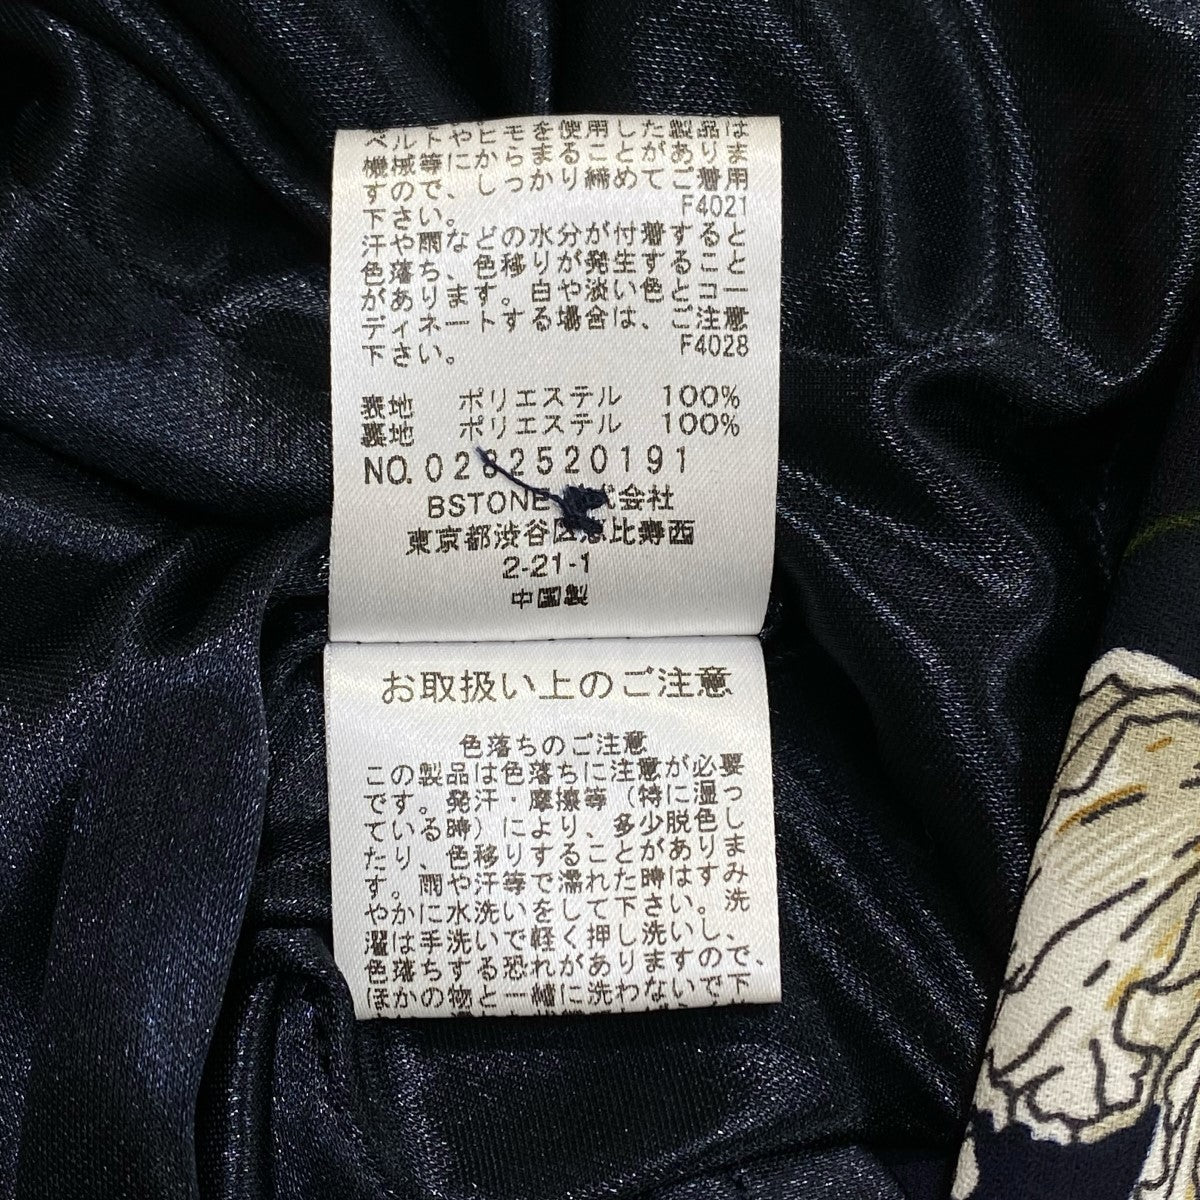 ベルトやヒモを使用した製品は
機械等にからまることがありま
すので、しっかり締めてご着用
下さい。 F4021
汗や雨などの水分が付着すると
色落ち、色移りが発生すること
があります。白や淡い色とコー
ディネートする場合は、ご注意
下さい。 F4028
表地 ポリエステル 100%
裏地 ポリエステル 100%
NO.0282520191
BSTONE 式会社
東京都渋谷区恵比寿西
2-21-1
中国製
お取扱い上のご注意
色落ちのご注意
この製品は色落ちに注意が必要
です。発汗・摩擦等（特に湿っ
ている時）により、多少脱色し
たり、色移りすることがありま
す。雨や汗等で濡れた時はすみ
やかに水洗いをして下さい。洗
濯は手洗いで軽く押し洗いし、
色落ちする恐れがありますので、
ほかの物と一緒に洗わないで下